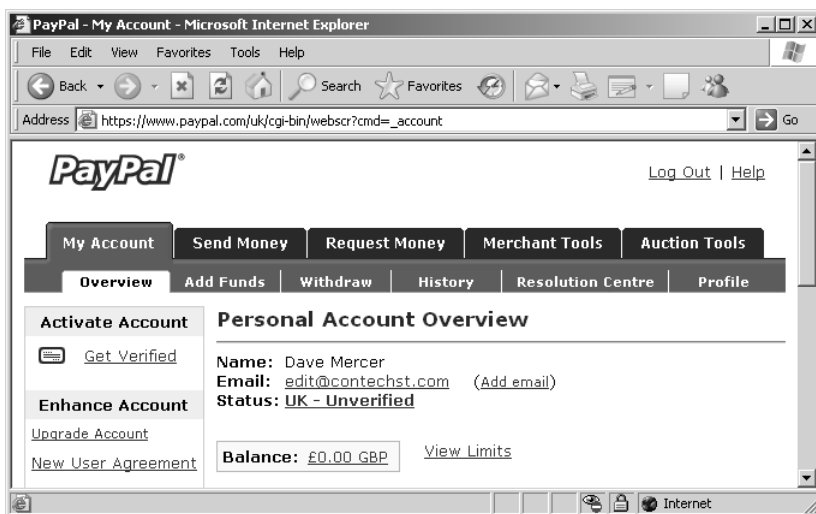 PayPal - My Account - Microsoft Internet Explorer
File Edit View Favorites Tools Help
Back Search Favorites
Address https://www.paypal.com/uk/cgi-bin/webscr?cmd=_account Go
PayPal®
Log Out | Help
My Account Send Money Request Money Merchant Tools Auction Tools
Overview Add Funds Withdraw History Resolution Centre Profile
Activate Account
Get Verified
Enhance Account
Upgrade Account
New User Agreement
Personal Account Overview
Name: Dave Mercer
Email: edit@contechst.com (Add email)
Status: UK - Unverified
Balance: £0.00 GBP View Limits
Internet